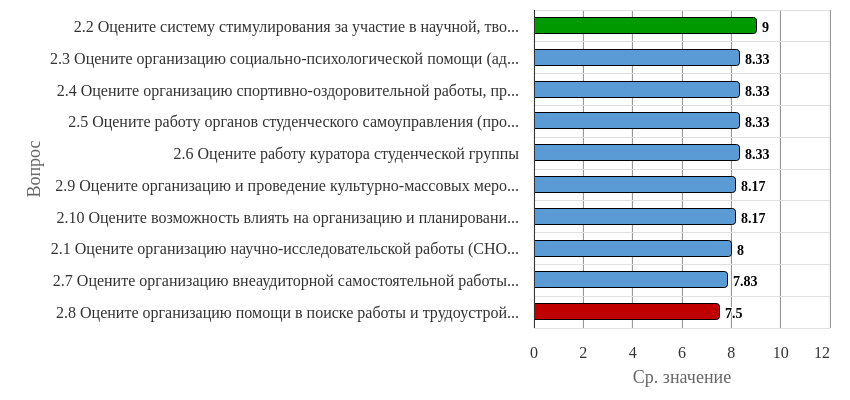 2.2 Оцените систему стимулирования за участие в научной, тво... 9
2.3 Оцените организацию социально-психологической помощи (ад... 8.33
2.4 Оцените организацию спортивно-оздоровительной работы, пр... 8.33
2.5 Оцените работу органов студенческого самоуправления (про... 8.33
2.6 Оцените работу куратора студенческой группы 8.33
2.9 Оцените организацию и проведение культурно-массовых меро... 8.17
2.10 Оцените возможность влиять на организацию и планировани... 8.17
2.1 Оцените организацию научно-исследовательской работы (СНО... 8
2.7 Оцените организацию внеаудиторной самостоятельной работы... 7.83
2.8 Оцените организацию помощи в поиске работы и трудоустрой... 7.5
Вопрос
0 2 4 6 8 10 12
Ср. значение